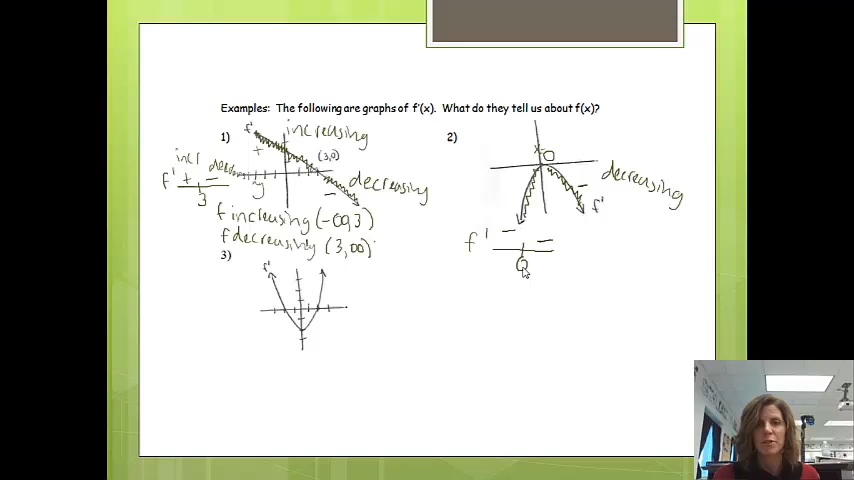 Examples: The following are graphs of f'(x). What do they tell us about f(x)?
1)
f'
increasing
+
(3,0)
incr
f' + −
3
−
decreasing
f increasing (-∞,3)
f decreasing (3,∞)
2)
x=0
−
decreasing
f'
f' − −
0
3)
f'